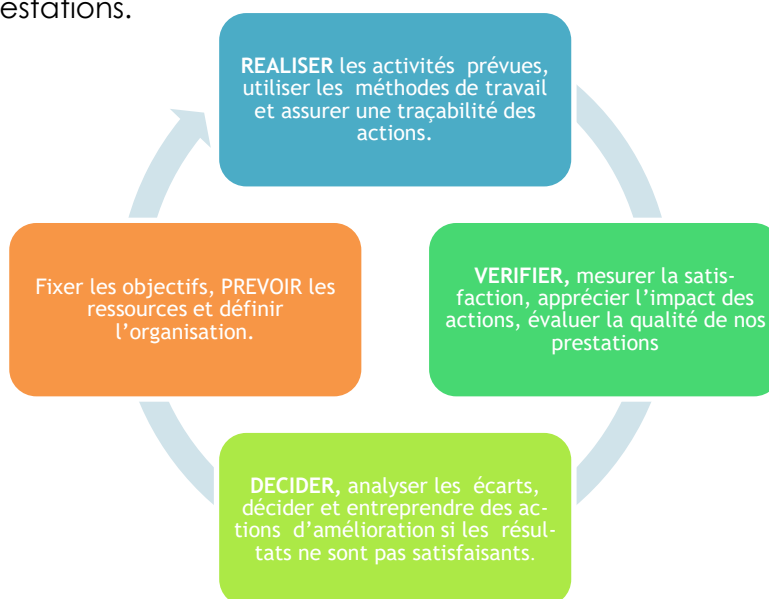 estations.
REALISER les activités prévues,
utiliser les méthodes de travail
et assurer une traçabilité des
actions.
Fixer les objectifs, PREVOIR les
ressources et définir
l’organisation.
VERIFIER, mesurer la satis-
faction, apprécier l’impact des
actions, évaluer la qualité de nos
prestations
DECIDER, analyser les écarts,
décider et entreprendre des ac-
tions d’amélioration si les résul-
tats ne sont pas satisfaisants.